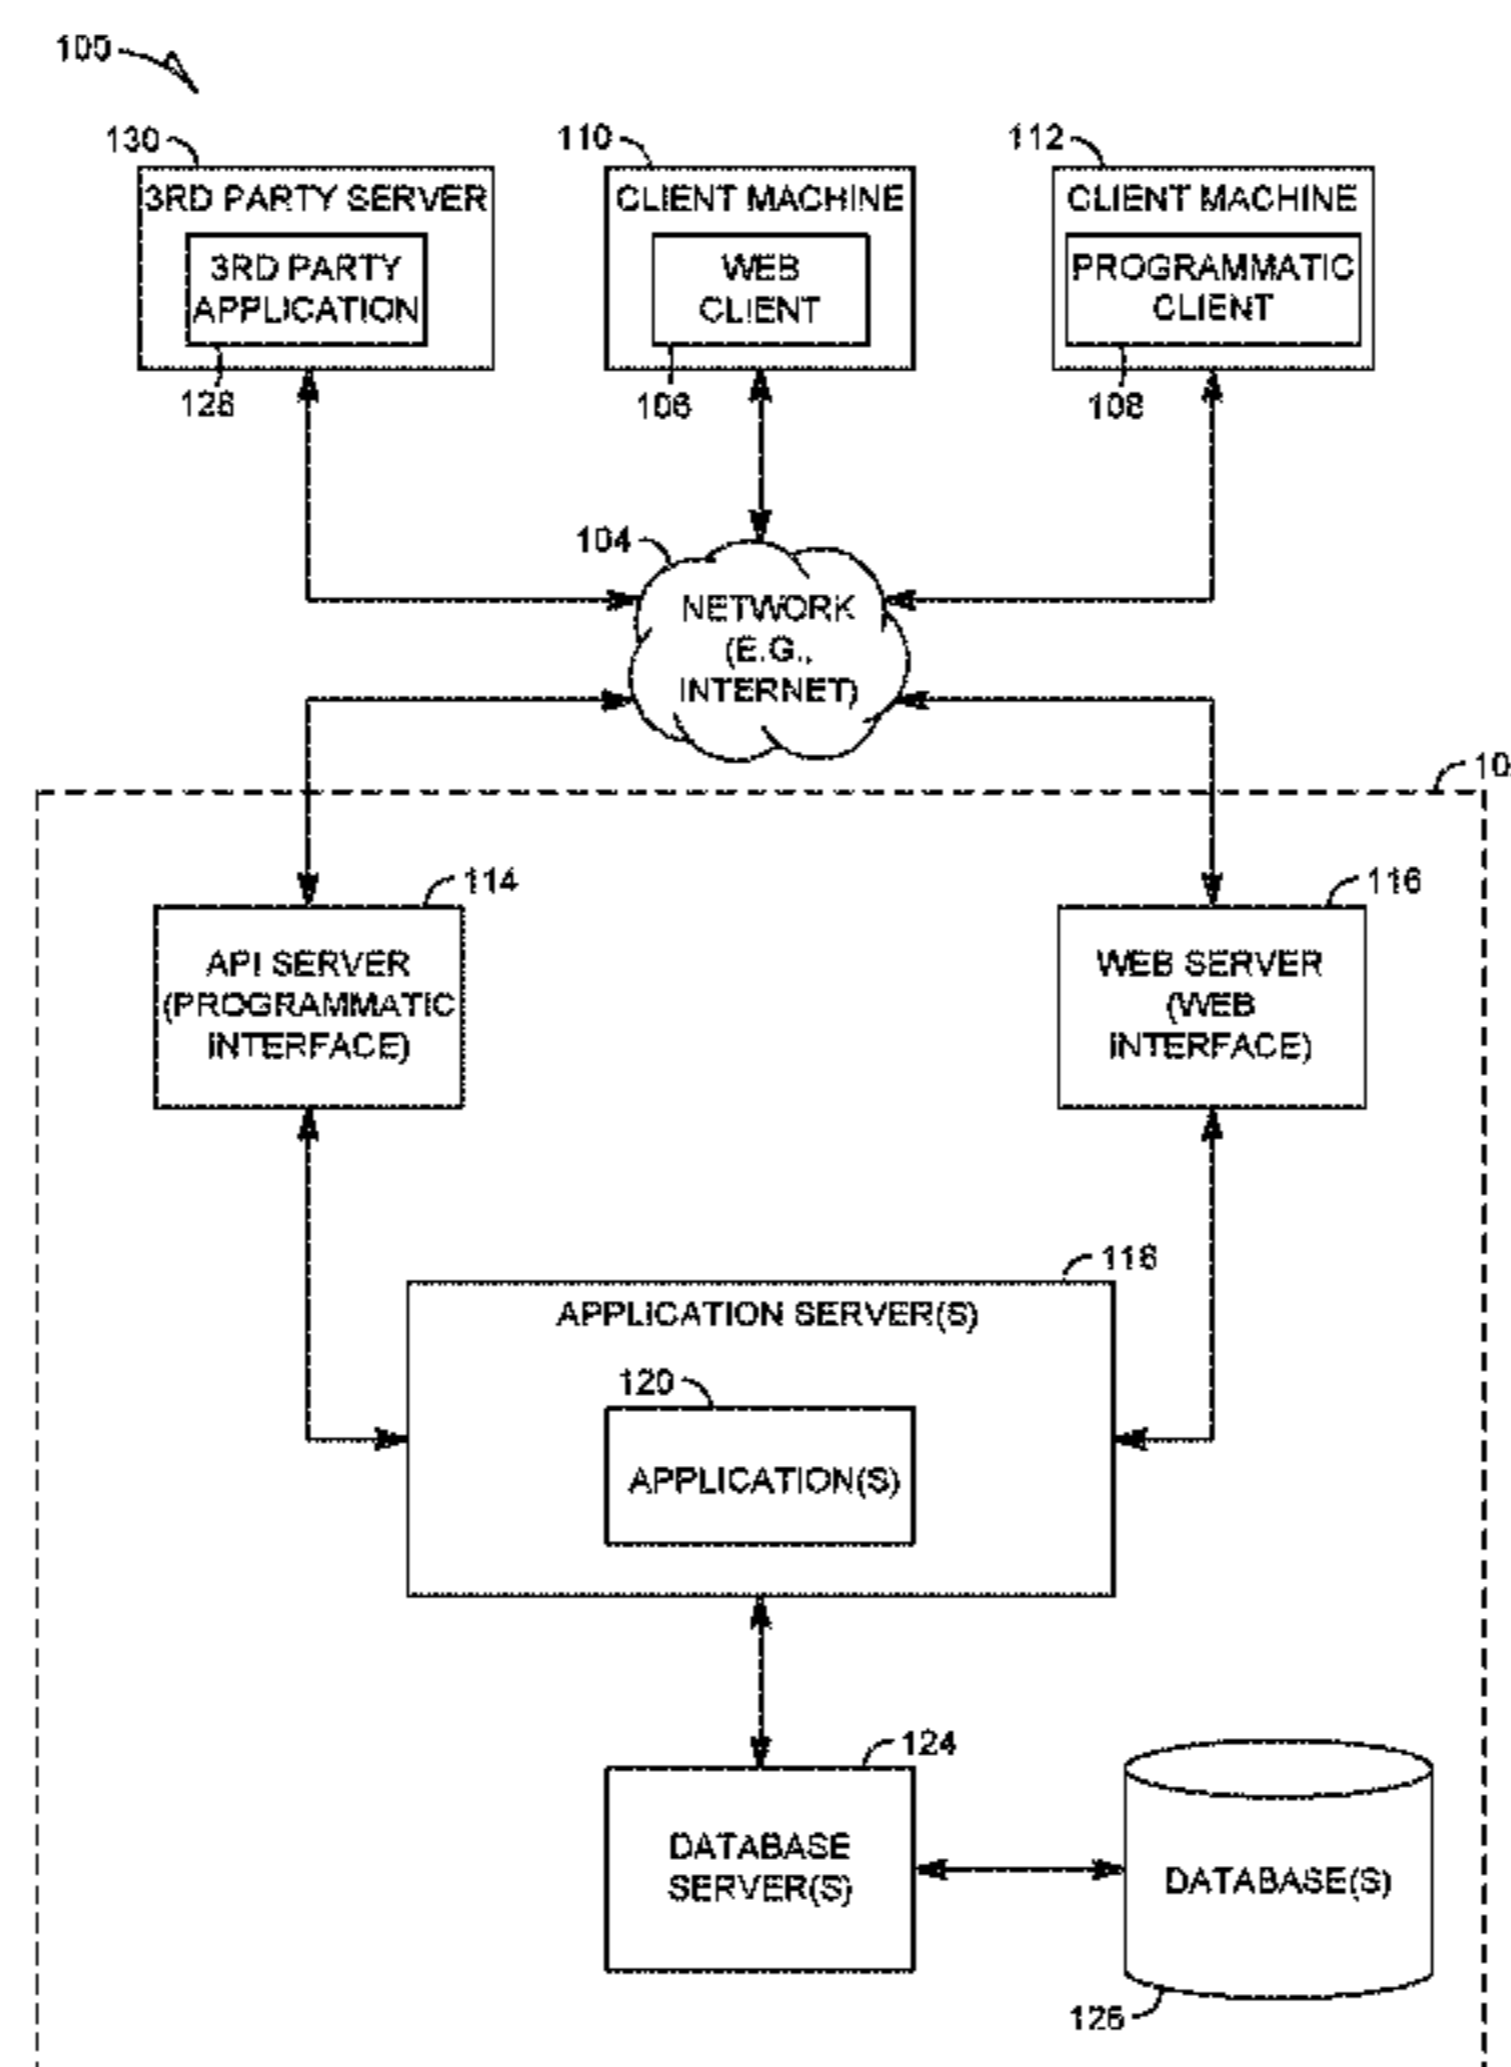 100
130
110
112
3RD PARTY SERVER
CLIENT MACHINE
CLIENT MACHINE
3RD PARTY
APPLICATION
WEB
CLIENT
PROGRAMMATIC
CLIENT
128
106
108
104
NETWORK
(E.G.,
INTERNET)
10
114
116
API SERVER
(PROGRAMMATIC
INTERFACE)
WEB SERVER
(WEB
INTERFACE)
118
APPLICATION SERVER(S)
120
APPLICATION(S)
124
DATABASE
SERVER(S)
DATABASE(S)
126